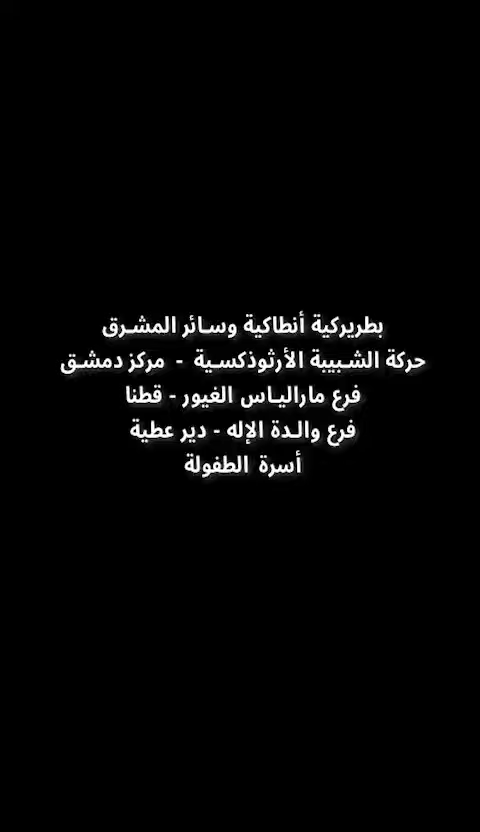 بطريركية أنطاكية وسائر المشرق
حركة الشبيبة الأرثوذكسية - مركز دمشق
فرع مارالياس الغيور - قطنا
فرع والدة الإله - دير عطية
أسرة الطفولة